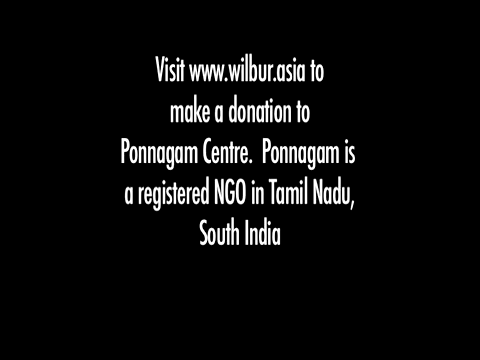 Visit www.wilbur.asia to
make a donation to
Ponnagam Centre.  Ponnagam is
a registered NGO in Tamil Nadu,
South India